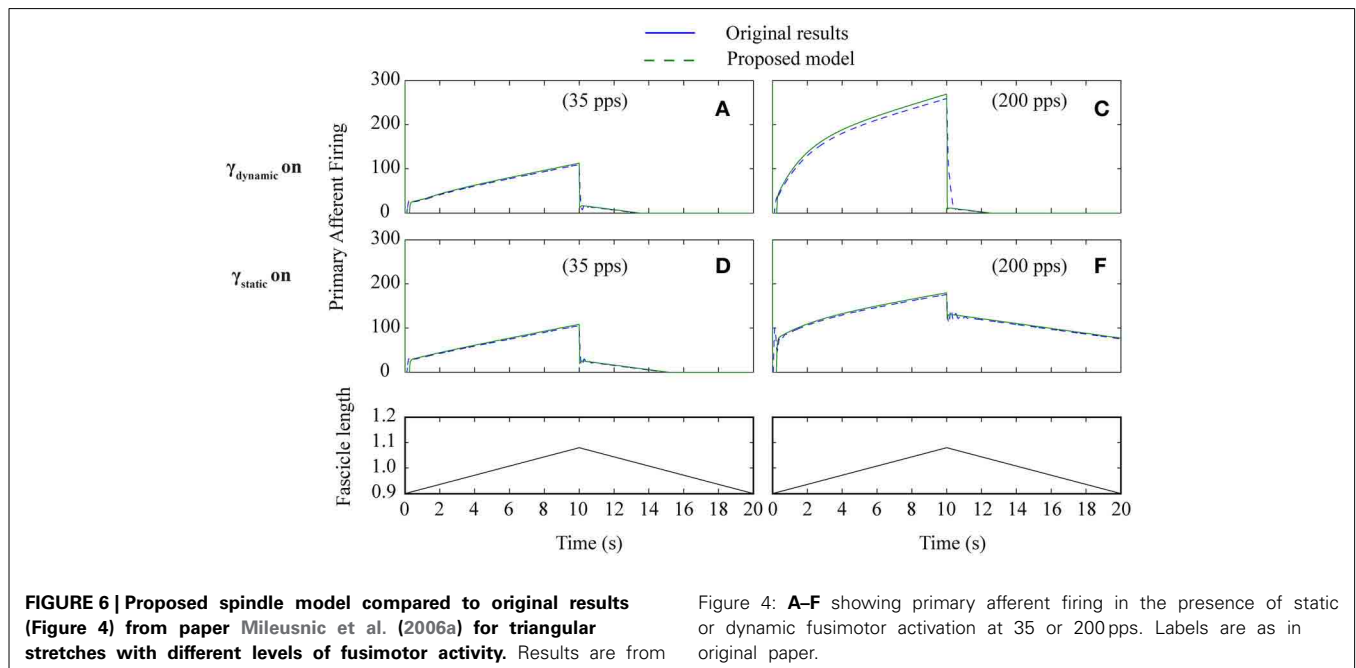 Original results
Proposed model
γdynamic on
Primary Afferent Firing
300
200
100
0
(35 pps)
A
(200 pps)
C
γstatic on
300
200
100
0
(35 pps)
D
(200 pps)
F
Fascicle length
1.2
1.1
1.0
0.9
0 2 4 6 8 10 12 14 16 18 20
0 2 4 6 8 10 12 14 16 18 20
Time (s)
Time (s)
FIGURE 6 | Proposed spindle model compared to original results
(Figure 4) from paper Mileusnic et al. (2006a) for triangular
stretches with different levels of fusimotor activity. Results are from
Figure 4: A–F showing primary afferent firing in the presence of static
or dynamic fusimotor activation at 35 or 200 pps. Labels are as in
original paper.